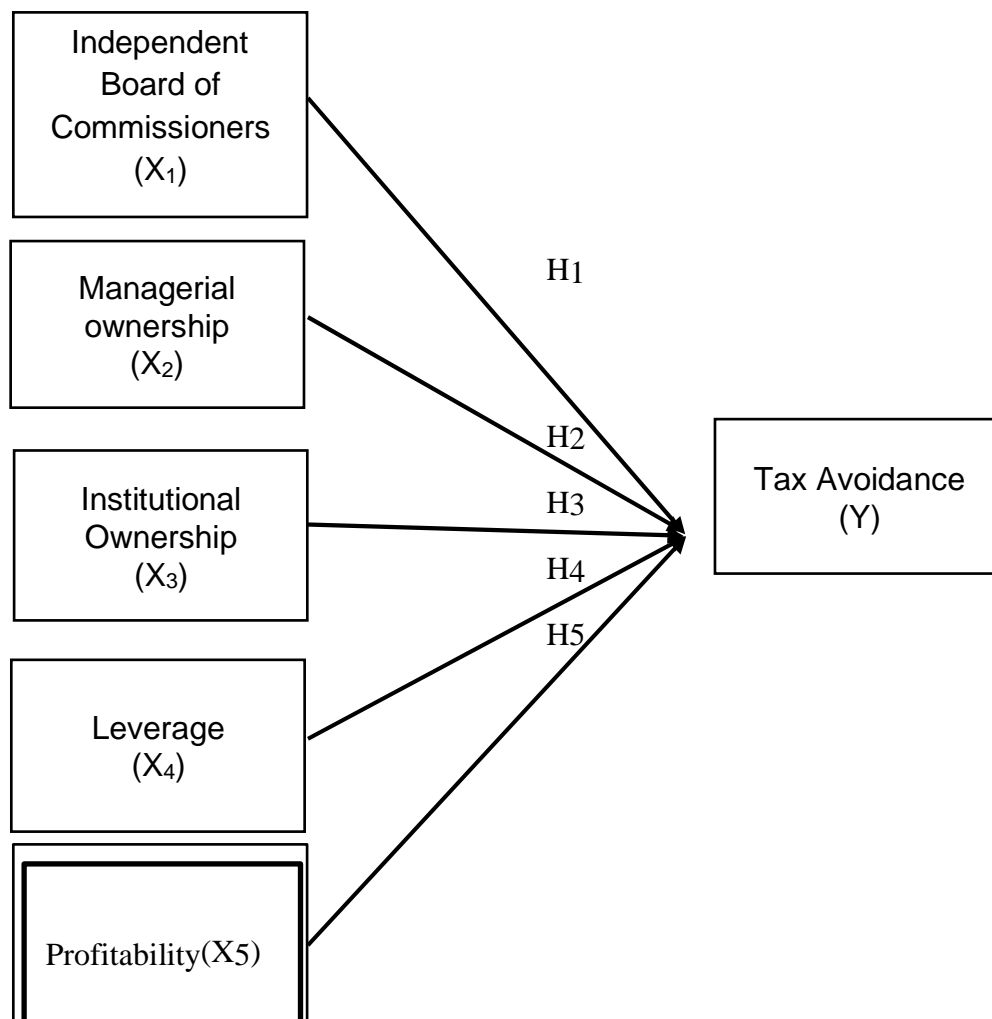 Independent
Board of
Commissioners
(X₁)
H1
Managerial
ownership
(X₂)
H2
Tax Avoidance
(Y)
Institutional
Ownership
(X₃)
H3
H4
H5
Leverage
(X₄)
Profitability(X5)